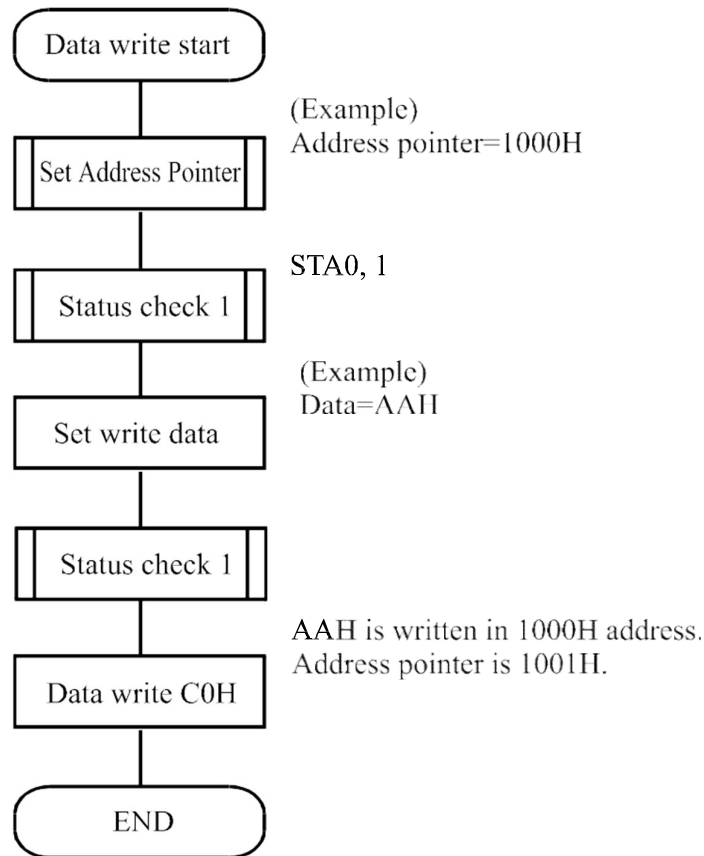 Data write start
(Example)
Address pointer=1000H
Set Address Pointer
STA0, 1
Status check 1
(Example)
Data=AAH
Set write data
Status check 1
AAH is written in 1000H address.
Address pointer is 1001H.
Data write C0H
END